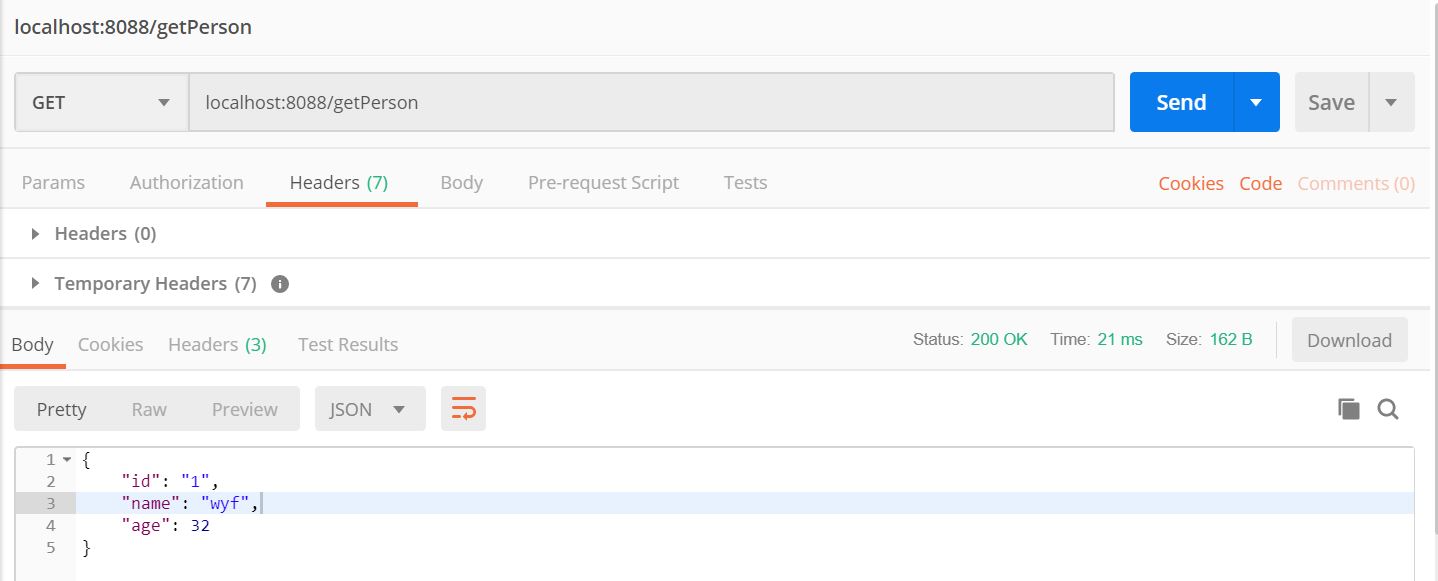 localhost:8088/getPerson
GET localhost:8088/getPerson Send Save
Params Authorization Headers (7) Body Pre-request Script Tests Cookies Code Comments (0)
Headers (0)
Temporary Headers (7)
Body Cookies Headers (3) Test Results Status: 200 OK Time: 21 ms Size: 162 B Download
Pretty Raw Preview JSON
1 {
2 "id": "1",
3 "name": "wyf",
4 "age": 32
5 }